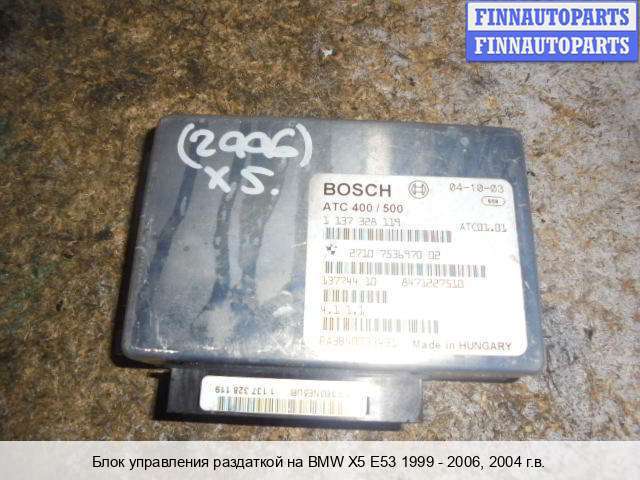 FINNAUTOPARTS
FINNAUTOPARTS
(2006)
X5.
BOSCH 04-10-03
ATC 400 / 500
1 137 328 119 ATC01.01
2710 7536970 02
137744 10 8471227510
4.1 1.1
Made in HUNGARY
1 137 328 119
Блок управления раздаткой на BMW X5 E53 1999 - 2006, 2004 г.в.